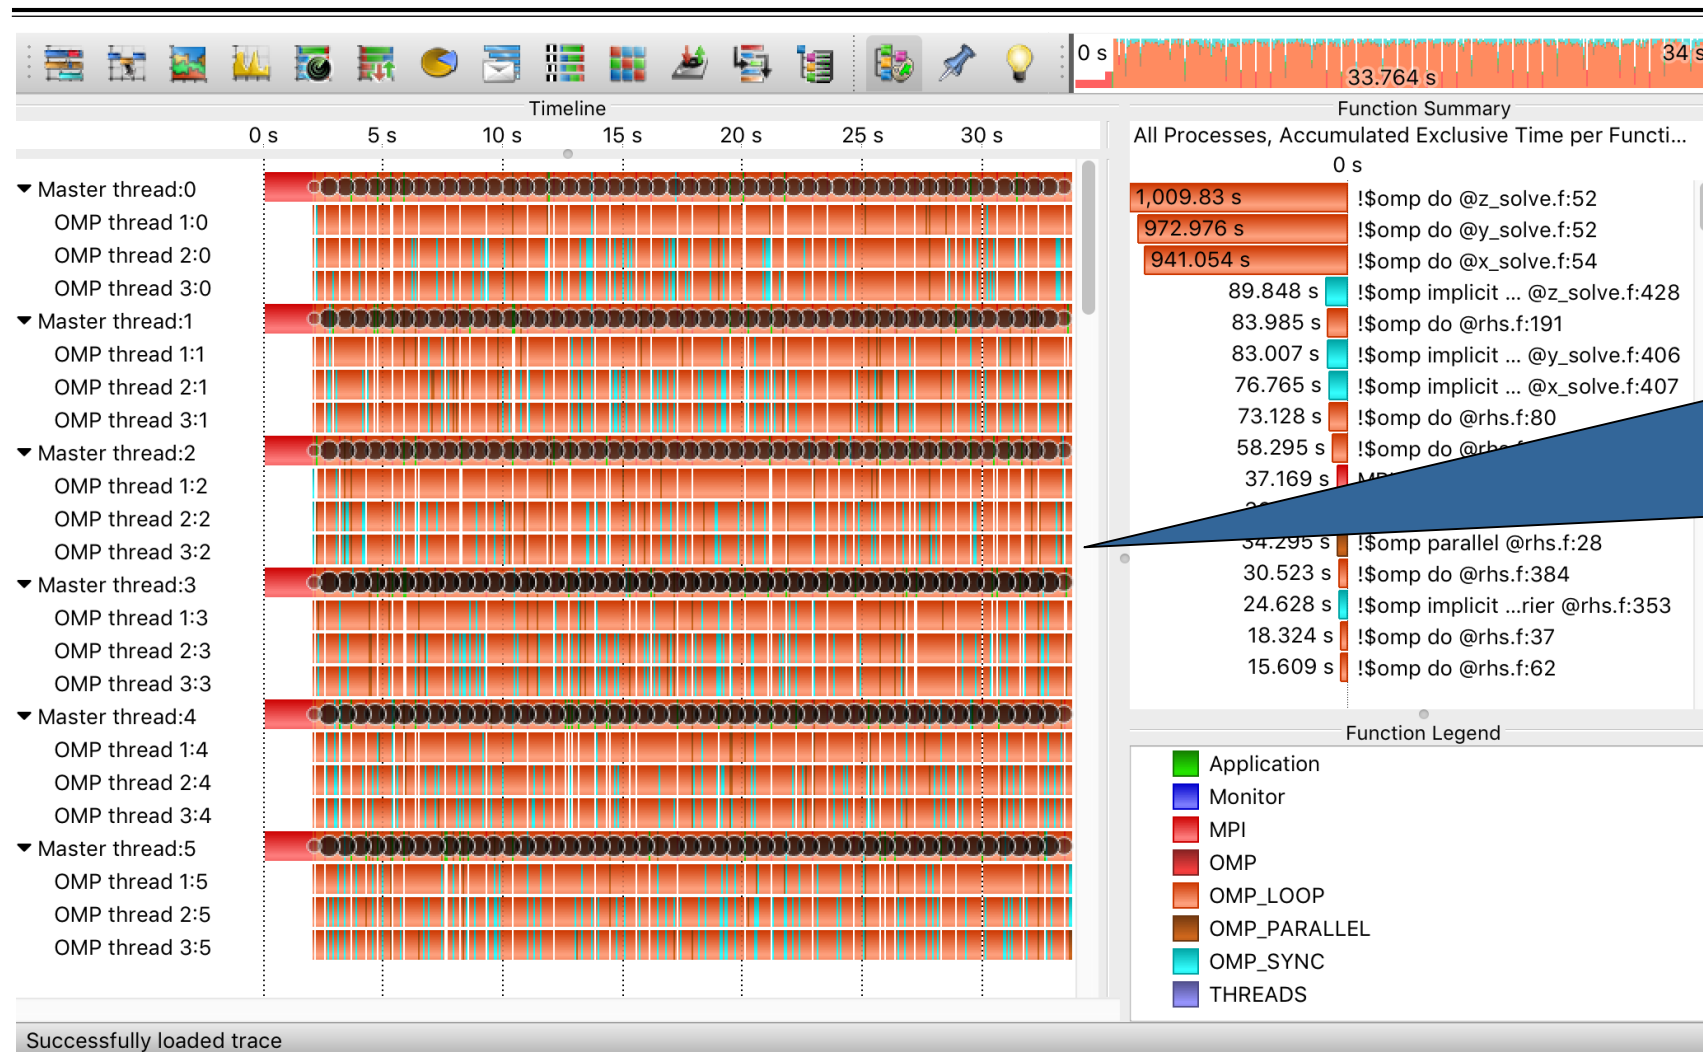 0 s
34 s
33.764 s
Timeline
0 s 5 s 10 s 15 s 20 s 25 s 30 s
Master thread:0
OMP thread 1:0
OMP thread 2:0
OMP thread 3:0
Master thread:1
OMP thread 1:1
OMP thread 2:1
OMP thread 3:1
Master thread:2
OMP thread 1:2
OMP thread 2:2
OMP thread 3:2
Master thread:3
OMP thread 1:3
OMP thread 2:3
OMP thread 3:3
Master thread:4
OMP thread 1:4
OMP thread 2:4
OMP thread 3:4
Master thread:5
OMP thread 1:5
OMP thread 2:5
OMP thread 3:5
Function Summary
All Processes, Accumulated Exclusive Time per Functi...
0 s
1,009.83 s !$omp do @z_solve.f:52
972.976 s !$omp do @y_solve.f:52
941.054 s !$omp do @x_solve.f:54
89.848 s !$omp implicit ... @z_solve.f:428
83.985 s !$omp do @rhs.f:191
83.007 s !$omp implicit ... @y_solve.f:406
76.765 s !$omp implicit ... @x_solve.f:407
73.128 s !$omp do @rhs.f:80
58.295 s !$omp do
37.169 s
34.295 s !$omp parallel @rhs.f:28
30.523 s !$omp do @rhs.f:384
24.628 s !$omp implicit ...rier @rhs.f:353
18.324 s !$omp do @rhs.f:37
15.609 s !$omp do @rhs.f:62
Function Legend
Application
Monitor
MPI
OMP
OMP_LOOP
OMP_PARALLEL
OMP_SYNC
THREADS
Successfully loaded trace